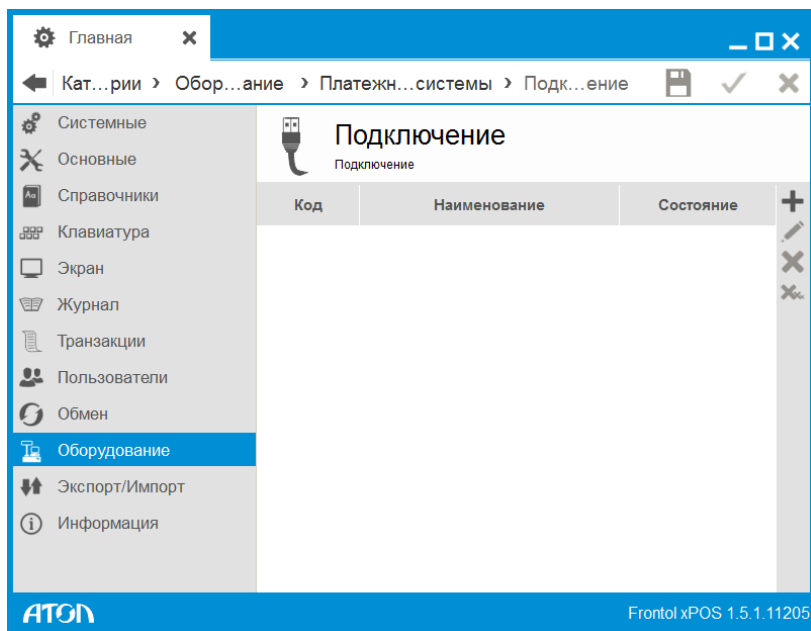 Главная
Кат...рии › Обор...ание › Платежн...системы › Подк...ение
Системные
Основные
Справочники
Клавиатура
Экран
Журнал
Транзакции
Пользователи
Обмен
Оборудование
Экспорт/Импорт
Информация
Подключение
Подключение
Код Наименование Состояние
ATOL
Frontol xPOS 1.5.1.11205